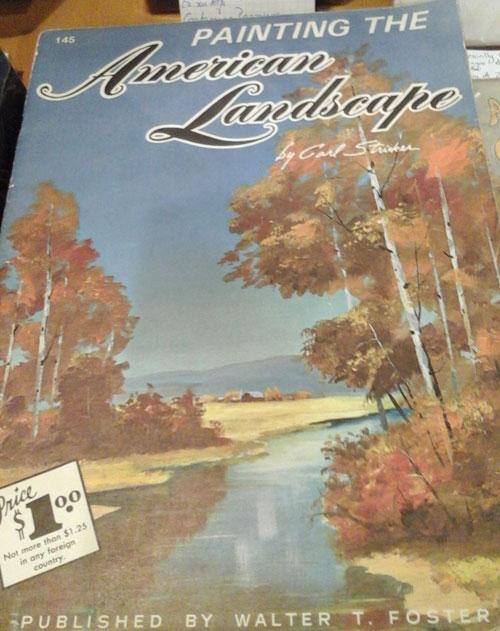 145
PAINTING THE
American
Landscape
by Carl Stricker
Price
$1.00
Not more than $1.25
in any foreign
country.
PUBLISHED BY WALTER T. FOSTER